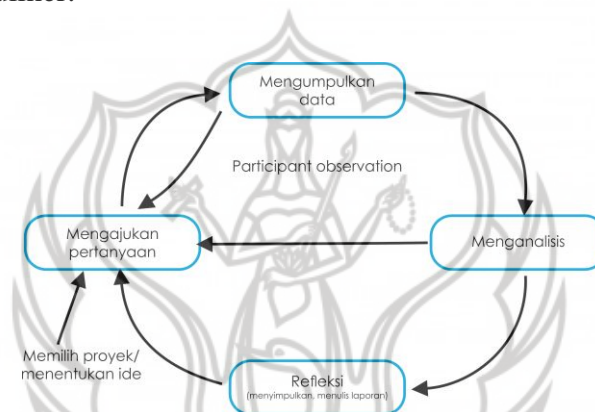 Mengumpulkan
data
Participant observation
Mengajukan
pertanyaan
Menganalisis
Memilih proyek/
menentukan ide
Refleksi
(menyimpulkan, menulis laporan)